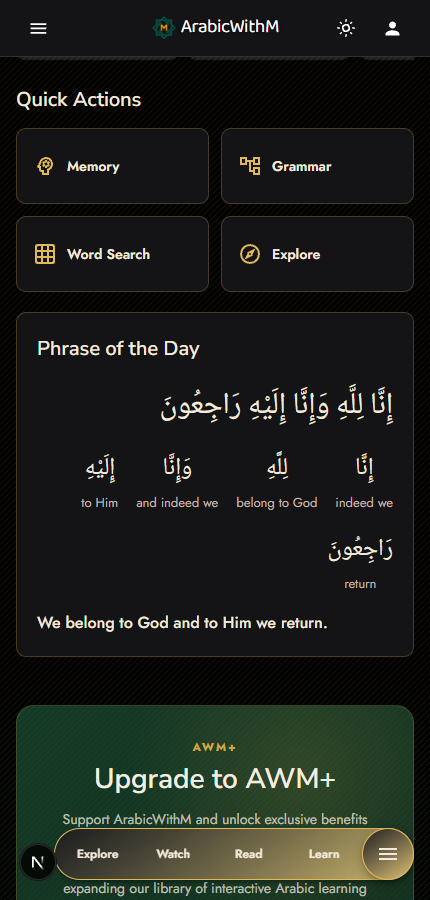 ArabicWithM
Quick Actions
Memory
Grammar
Word Search
Explore
Phrase of the Day
إِنَّا لِلَّهِ وَإِنَّا إِلَيْهِ رَاجِعُونَ
إِنَّا لِلَّهِ وَإِنَّا إِلَيْهِ
indeed we belong to God and indeed we to Him
رَاجِعُونَ
return
We belong to God and to Him we return.
AWM+
Upgrade to AWM+
Support ArabicWithM and unlock exclusive benefits
Explore Watch Read Learn
N
expanding our library of interactive Arabic learning